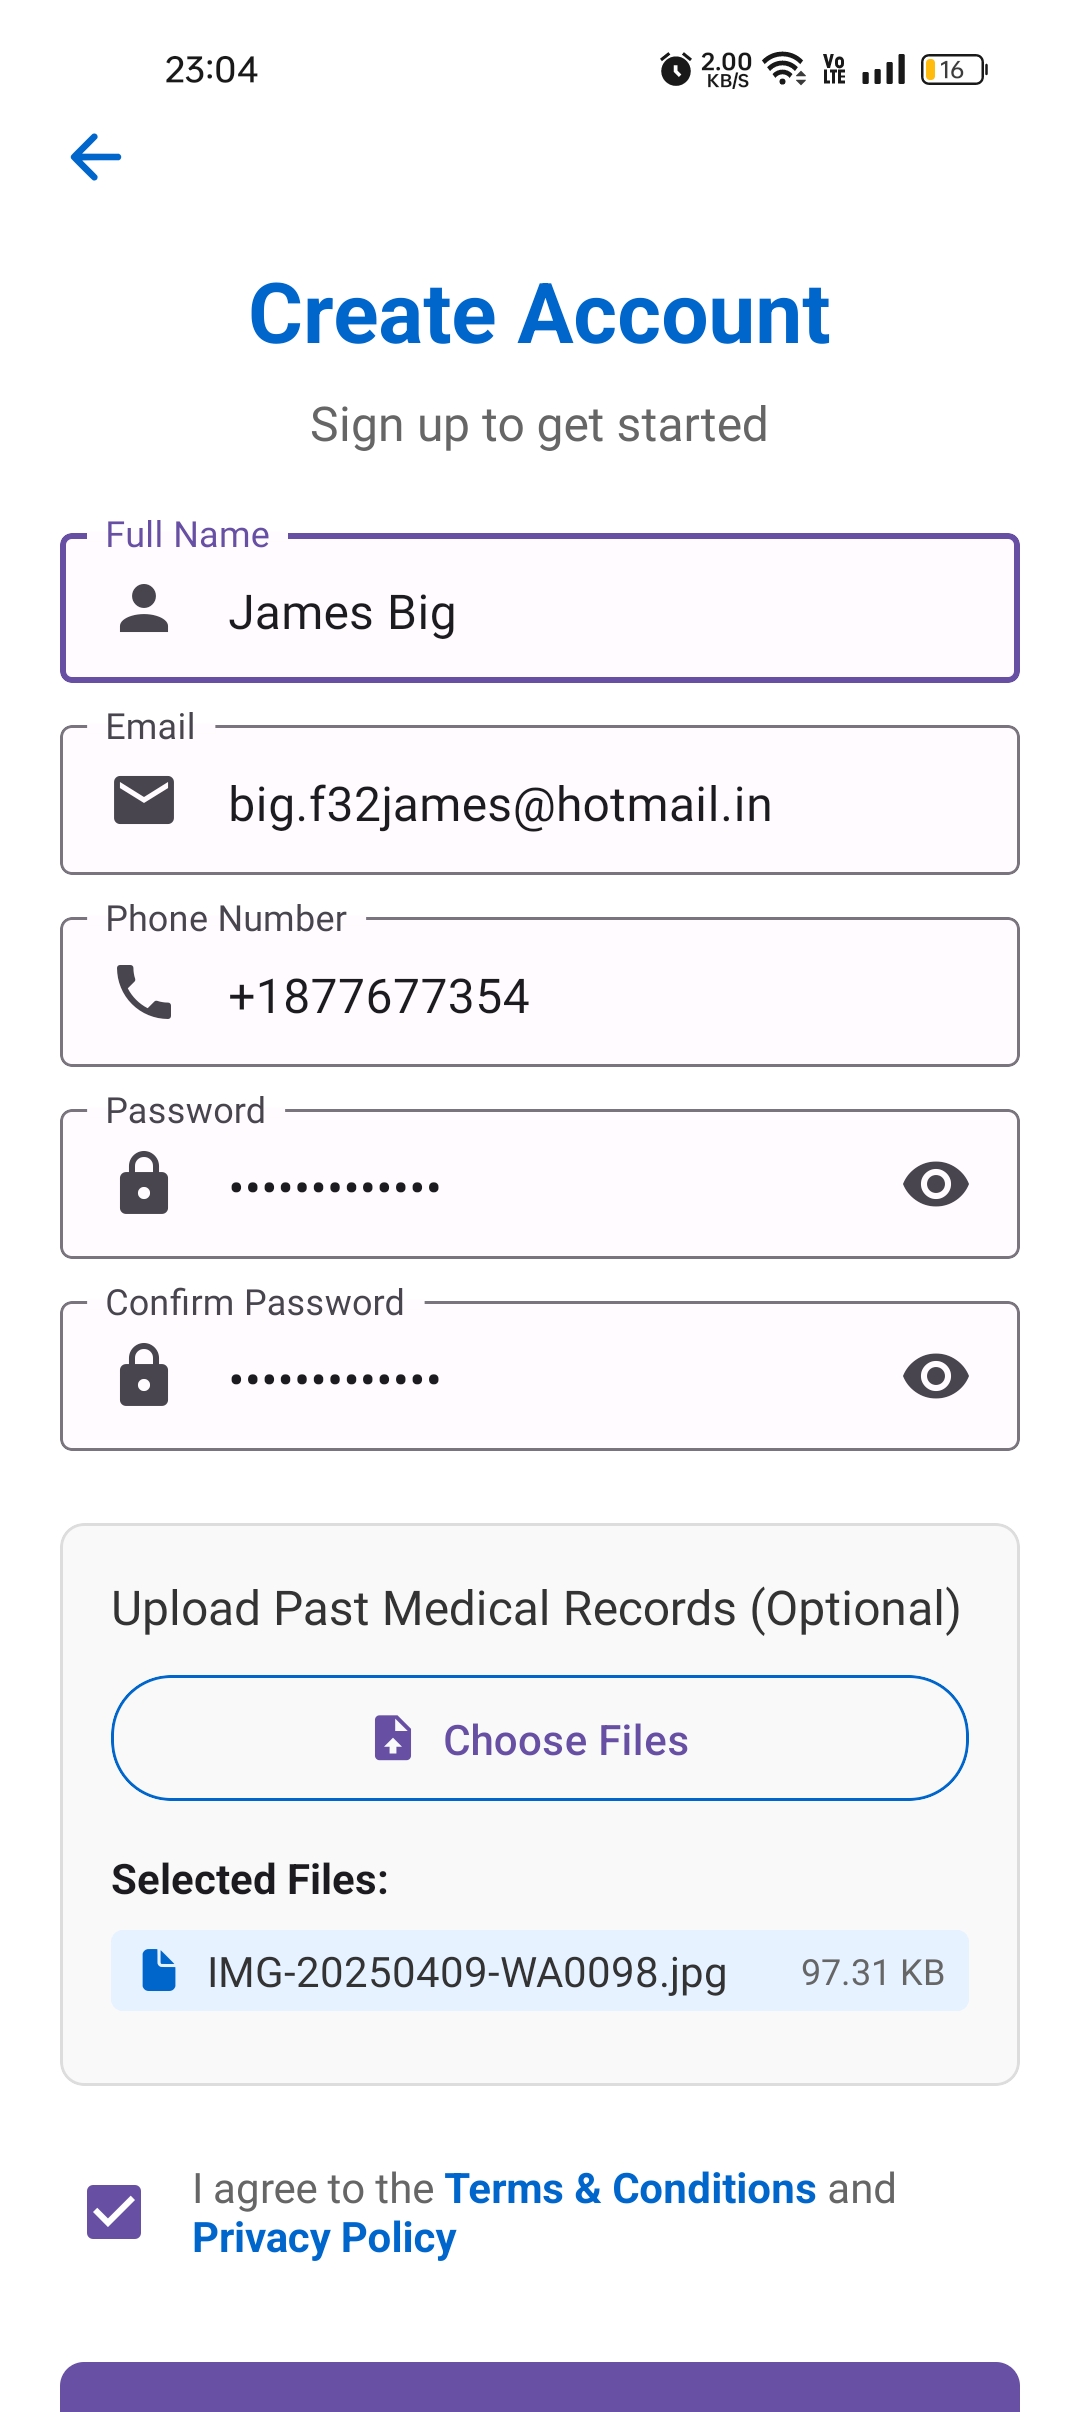 23:04
2.00 KB/S
Vo LTE
16
Create Account
Sign up to get started
Full Name
James Big
Email
big.f32james@hotmail.in
Phone Number
+1877677354
Password
•••••••••••••
Confirm Password
•••••••••••••
Upload Past Medical Records (Optional)
Choose Files
Selected Files:
IMG-20250409-WA0098.jpg 97.31 KB
I agree to the Terms & Conditions and
Privacy Policy